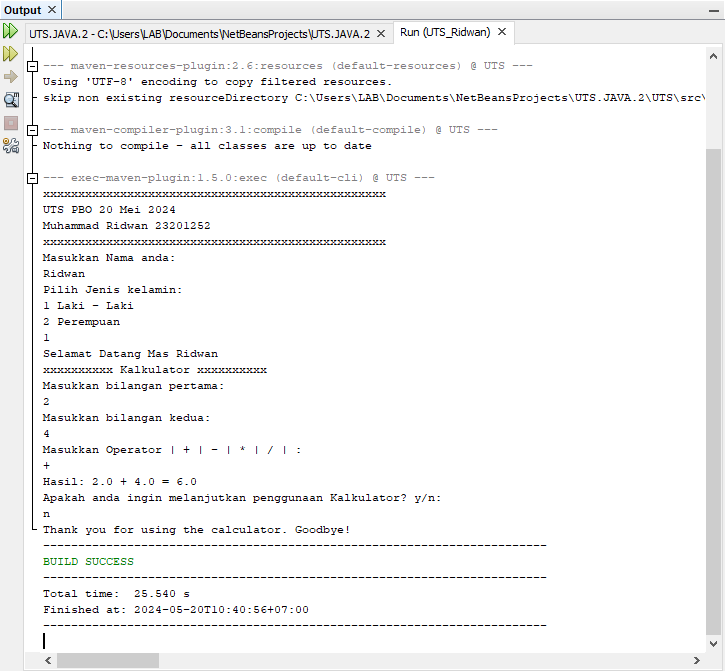 Output
UTS.JAVA.2 - C:\Users\LAB\Documents\NetBeansProjects\UTS.JAVA.2
Run (UTS_Ridwan)
--- maven-resources-plugin:2.6:resources (default-resources) @ UTS ---
Using 'UTF-8' encoding to copy filtered resources.
skip non existing resourceDirectory C:\Users\LAB\Documents\NetBeansProjects\UTS.JAVA.2\UTS\src\
--- maven-compiler-plugin:3.1:compile (default-compile) @ UTS ---
Nothing to compile - all classes are up to date
--- exec-maven-plugin:1.5.0:exec (default-cli) @ UTS ---
xxxxxxxxxxxxxxxxxxxxxxxxxxxxxxxxxxxxxxxxxxxxxxxxx
UTS PBO 20 Mei 2024
Muhammad Ridwan 23201252
xxxxxxxxxxxxxxxxxxxxxxxxxxxxxxxxxxxxxxxxxxxxxxxxx
Masukkan Nama anda:
Ridwan
Pilih Jenis kelamin:
1 Laki - Laki
2 Perempuan
1
Selamat Datang Mas Ridwan
xxxxxxxxxx Kalkulator xxxxxxxxxx
Masukkan bilangan pertama:
2
Masukkan bilangan kedua:
4
Masukkan Operator | + | - | * | / | :
+
Hasil: 2.0 + 4.0 = 6.0
Apakah anda ingin melanjutkan penggunaan Kalkulator? y/n:
n
Thank you for using the calculator. Goodbye!
------------------------------------------------------------------------
BUILD SUCCESS
------------------------------------------------------------------------
Total time:  25.540 s
Finished at: 2024-05-20T10:40:56+07:00
------------------------------------------------------------------------